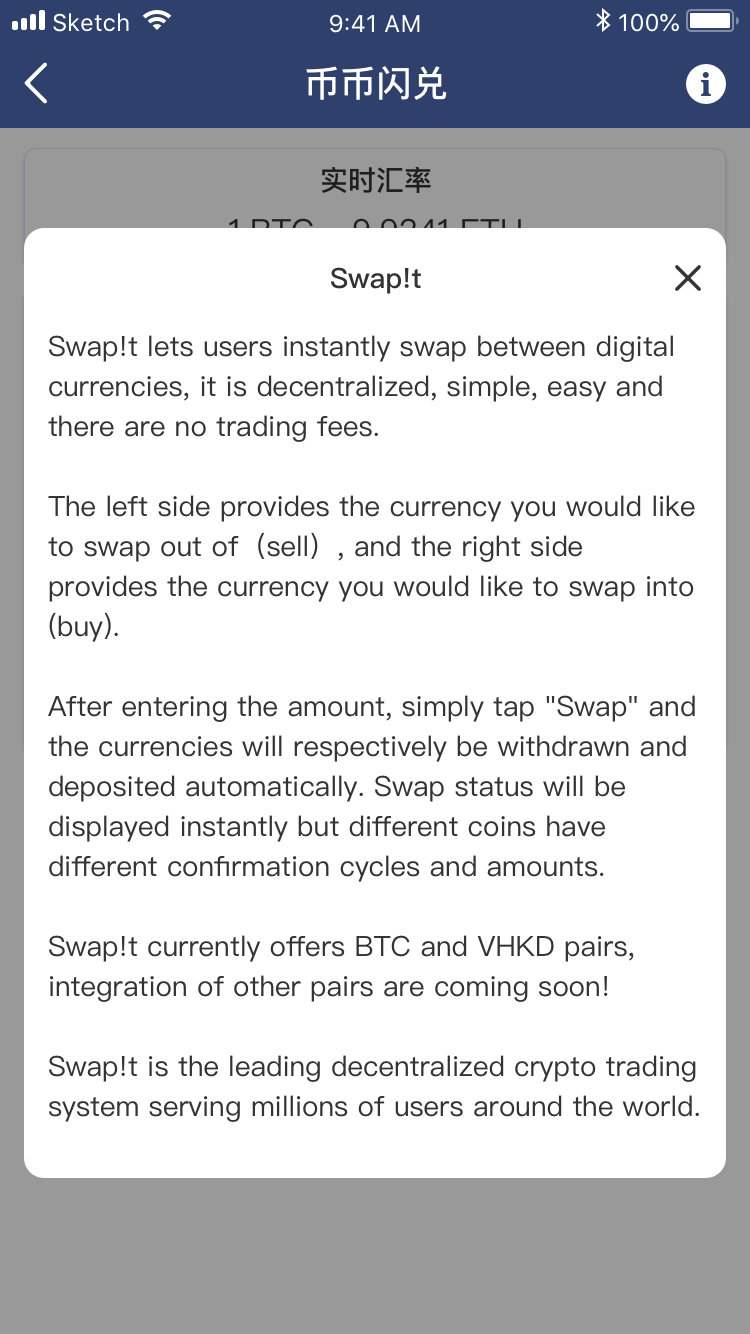 Sketch 9:41 AM 100%
币币闪兑
实时汇率
Swap!t
Swap!t lets users instantly swap between digital
currencies, it is decentralized, simple, easy and
there are no trading fees.
The left side provides the currency you would like
to swap out of（sell）, and the right side
provides the currency you would like to swap into
(buy).
After entering the amount, simply tap "Swap" and
the currencies will respectively be withdrawn and
deposited automatically. Swap status will be
displayed instantly but different coins have
different confirmation cycles and amounts.
Swap!t currently offers BTC and VHKD pairs,
integration of other pairs are coming soon!
Swap!t is the leading decentralized crypto trading
system serving millions of users around the world.